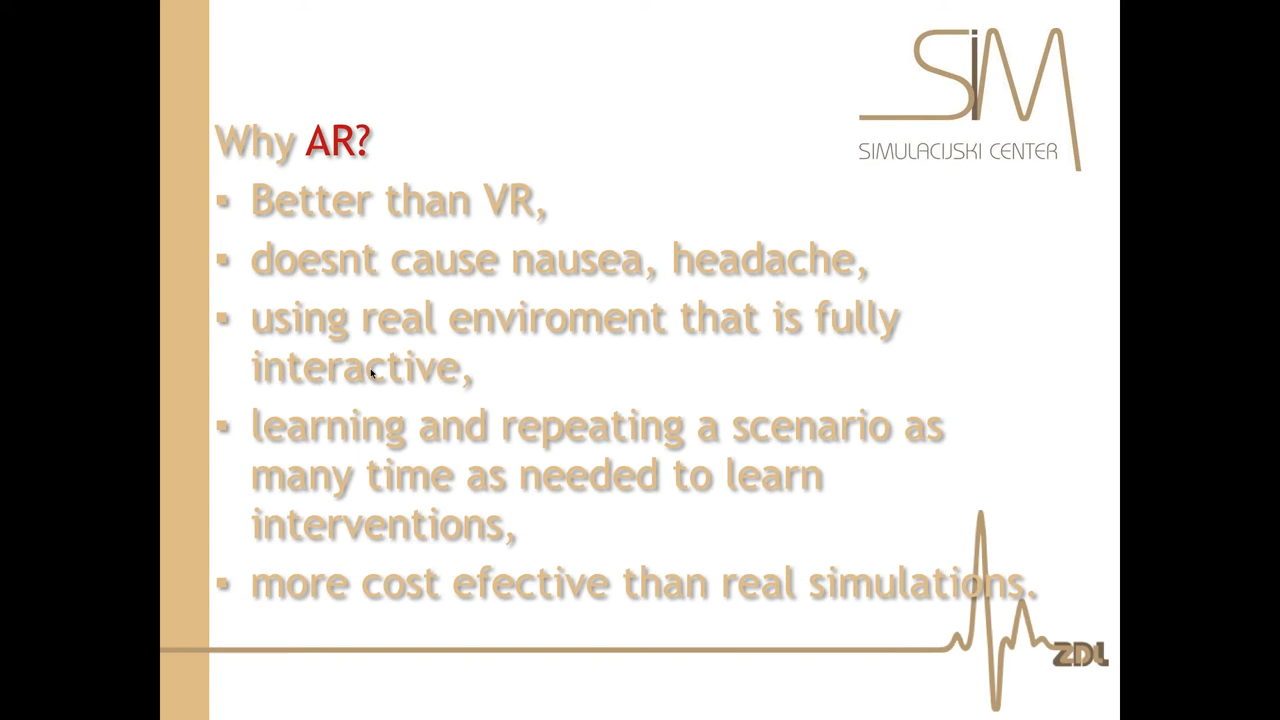 SiM
SIMULACIJSKI CENTER
Why AR?
▪ Better than VR,
▪ doesnt cause nausea, headache,
▪ using real enviroment that is fully
interactive,
▪ learning and repeating a scenario as
many time as needed to learn
interventions,
▪ more cost efective than real simulations.
ZDL